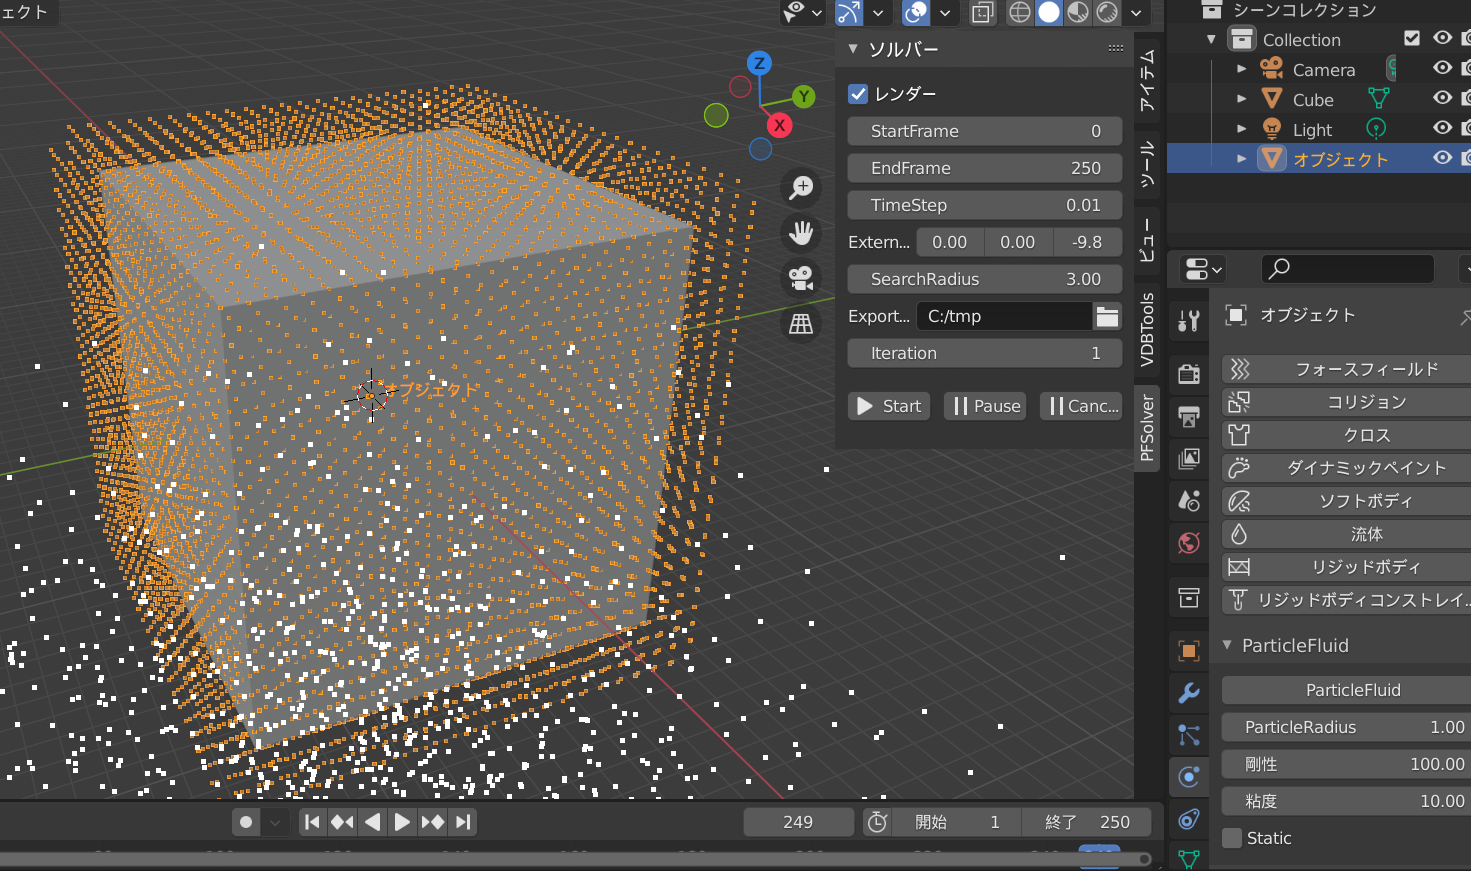 ェクト
Z
Y
X
オブジェクト
ソルバー
レンダー
StartFrame 0
EndFrame 250
TimeStep 0.01
Extern... 0.00 0.00 -9.8
SearchRadius 3.00
Export... C:/tmp
Iteration 1
Start Pause Canc...
アイテム
ツール
ビュー
VDBTools
PFSolver
シーンコレクション
Collection
Camera
Cube
Light
オブジェクト
オブジェクト
フォースフィールド
コリジョン
クロス
ダイナミックペイント
ソフトボディ
流体
リジッドボディ
リジッドボディコンストレイ...
ParticleFluid
ParticleFluid
ParticleRadius 1.00
剛性 100.00
粘度 10.00
Static
249 開始 1 終了 250